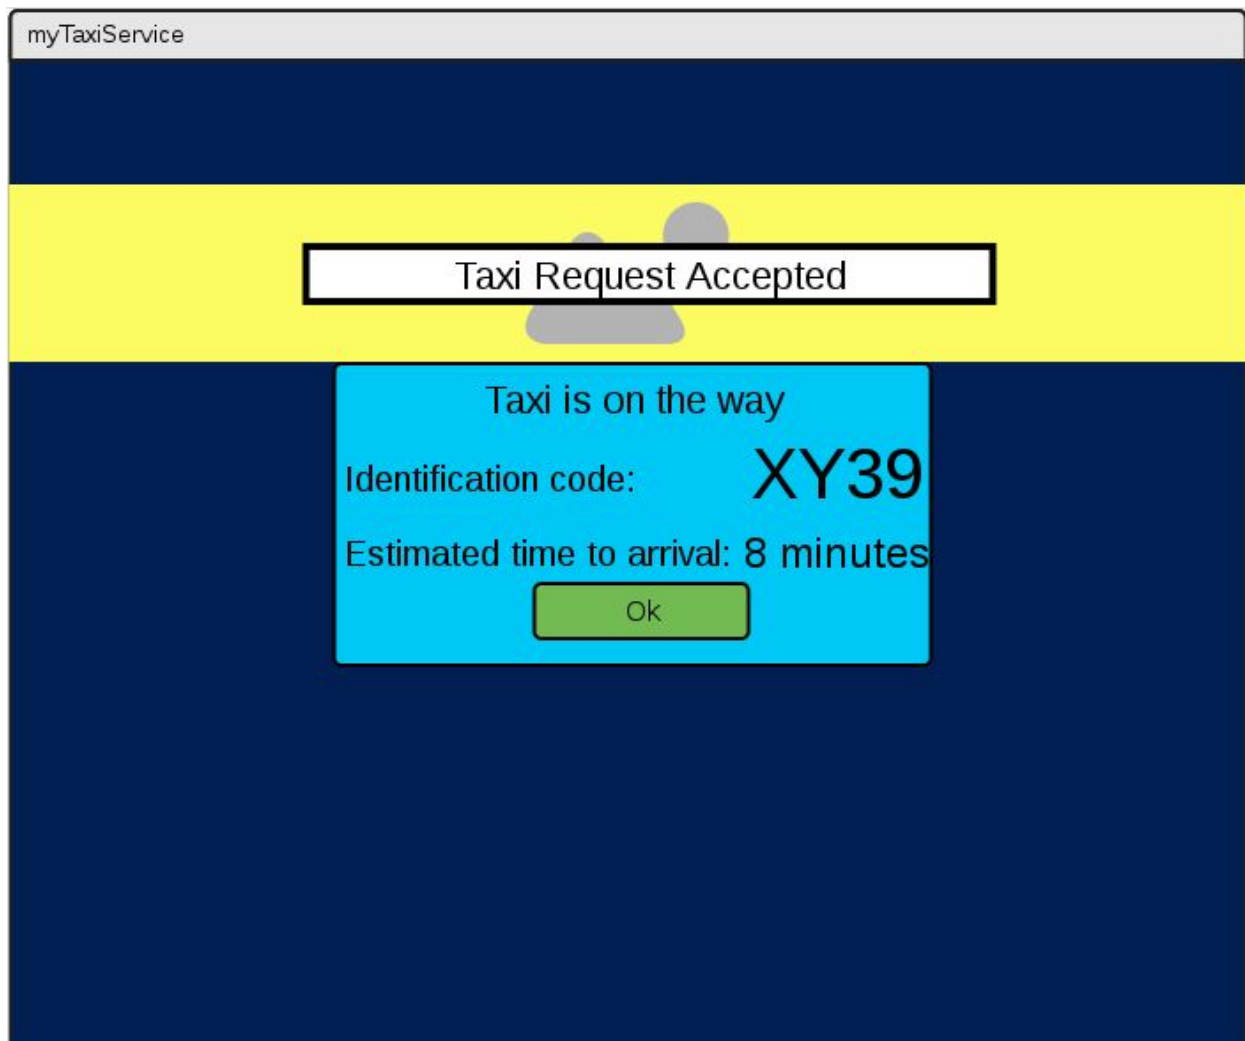 myTaxiService
Taxi Request Accepted
Taxi is on the way
Identification code: XY39
Estimated time to arrival: 8 minutes
Ok